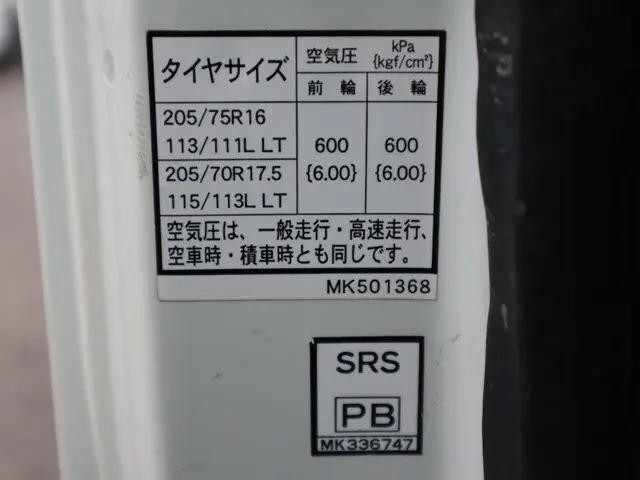 タイヤサイズ 空気圧 kPa {kgf/cm²}
前輪 後輪
205/75R16
113/111L LT 600 600
205/70R17.5 {6.00} {6.00}
115/113L LT
空気圧は、一般走行・高速走行、
空車時・積車時とも同じです。
MK501368
SRS
PB
MK336747